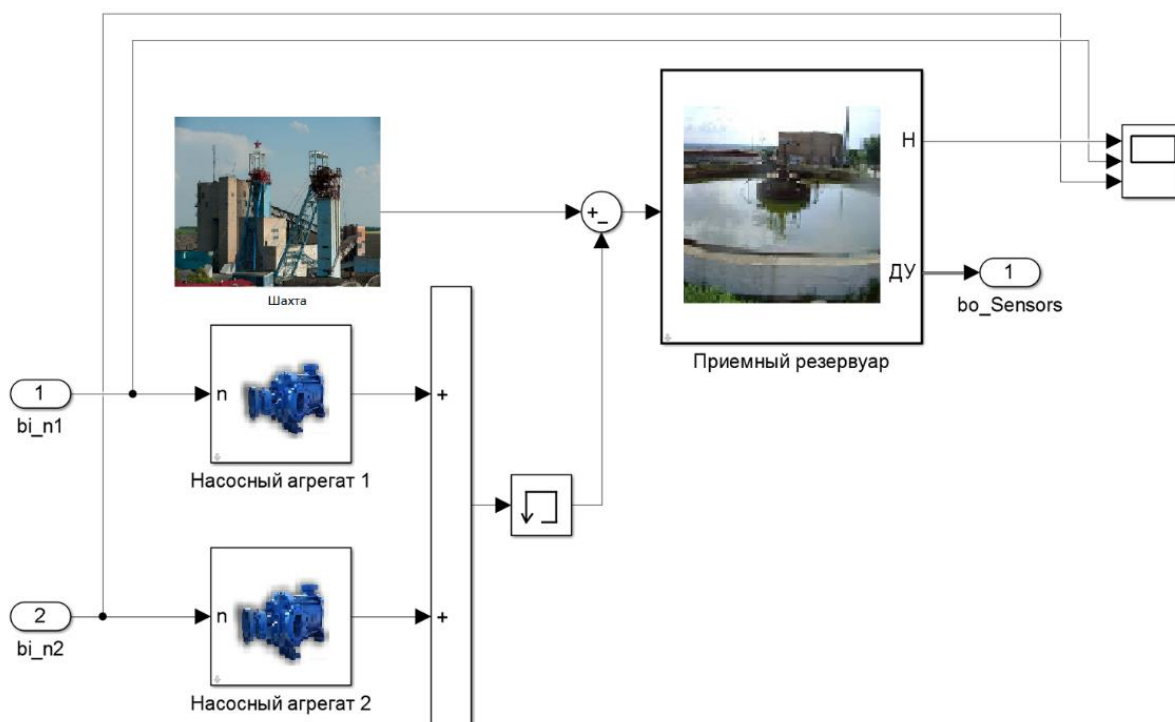 Н
Шахта
+
−
ДУ
1
bo_Sensors
Приемный резервуар
1
bi_n1
n
+
Насосный агрегат 1
2
bi_n2
n
+
Насосный агрегат 2